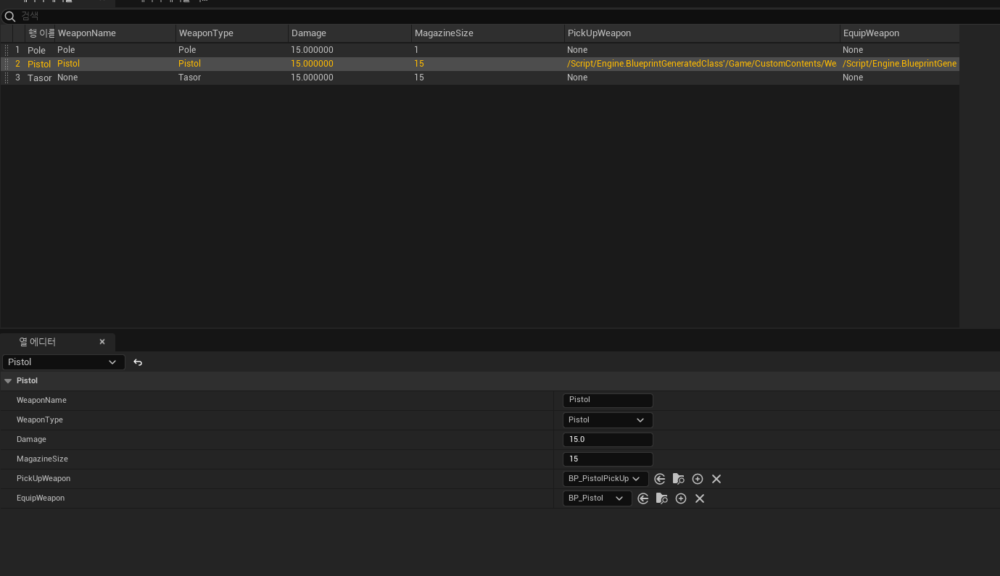 검색
행 이름 WeaponName WeaponType Damage MagazineSize PickUpWeapon EquipWeapon
1 Pole Pole Pole 15.000000 1 None None
2 Pistol Pistol Pistol 15.000000 15 /Script/Engine.BlueprintGeneratedClass'/Game/CustomContents/We /Script/Engine.BlueprintGene
3 Tasor None Tasor 15.000000 15 None None
열 에디터
Pistol
Pistol
WeaponName Pistol
WeaponType Pistol
Damage 15.0
MagazineSize 15
PickUpWeapon BP_PistolPickUp
EquipWeapon BP_Pistol